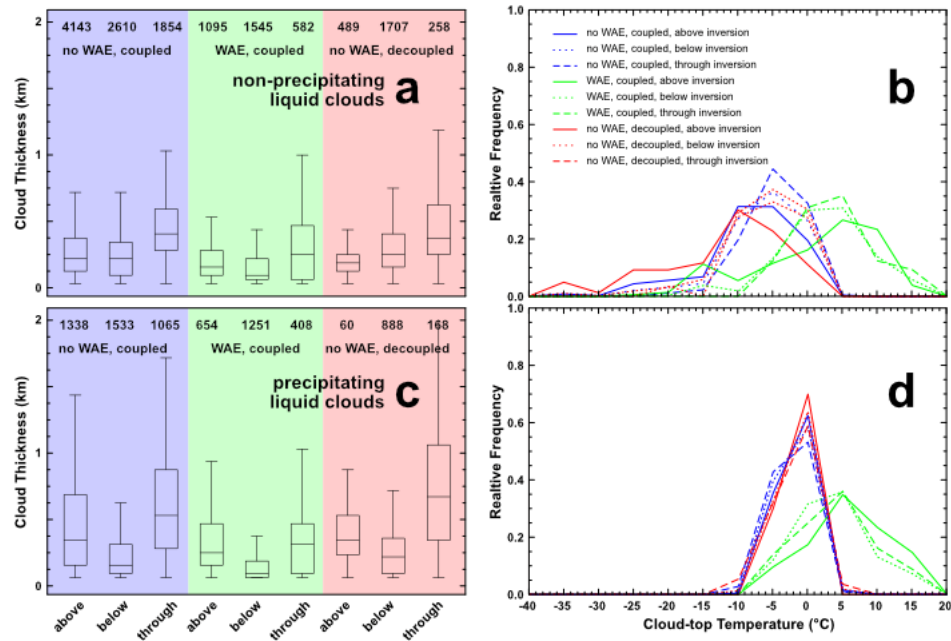 2
4143 2610 1854 1095 1545 582 489 1707 258
no WAE, coupled WAE, coupled no WAE, decoupled
non-precipitating
liquid clouds a
Cloud Thickness (km)
1
0
1.0
0.8
0.6
0.4
0.2
0.0
Realtive Frequency
no WAE, coupled, above inversion
no WAE, coupled, below inversion
no WAE, coupled, through inversion
WAE, coupled, above inversion
WAE, coupled, below inversion
WAE, coupled, through inversion
no WAE, decoupled, above inversion
no WAE, decoupled, below inversion
no WAE, decoupled, through inversion
b
2
1338 1533 1065 654 1251 408 60 888 168
no WAE, coupled WAE, coupled no WAE, decoupled
precipitating
liquid clouds c
Cloud Thickness (km)
1
0
above below through above below through above below through
1.0
0.8
0.6
0.4
0.2
0.0
Realtive Frequency
d
-40 -35 -30 -25 -20 -15 -10 -5 0 5 10 15 20
Cloud-top Temperature (°C)